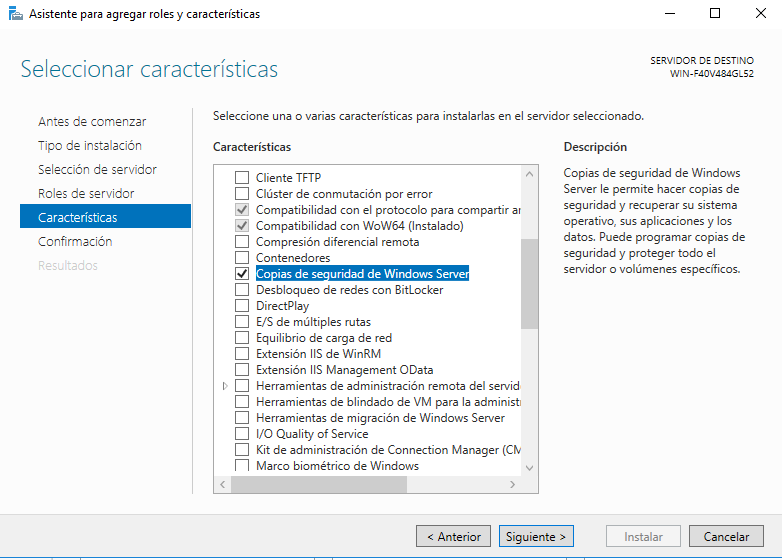 Asistente para agregar roles y características
Seleccionar características
SERVIDOR DE DESTINO
WIN-F40V484GL52
Antes de comenzar
Tipo de instalación
Selección de servidor
Roles de servidor
Características
Confirmación
Resultados
Seleccione una o varias características para instalarlas en el servidor seleccionado.
Características
Cliente TFTP
Clúster de conmutación por error
Compatibilidad con el protocolo para compartir ar
Compatibilidad con WoW64 (Instalado)
Compresión diferencial remota
Contenedores
Copias de seguridad de Windows Server
Desbloqueo de redes con BitLocker
DirectPlay
E/S de múltiples rutas
Equilibrio de carga de red
Extensión IIS de WinRM
Extensión IIS Management OData
Herramientas de administración remota del servid
Herramientas de blindado de VM para la administ
Herramientas de migración de Windows Server
I/O Quality of Service
Kit de administración de Connection Manager (CM
Marco biométrico de Windows
Descripción
Copias de seguridad de Windows
Server le permite hacer copias de
seguridad y recuperar su sistema
operativo, sus aplicaciones y los
datos. Puede programar copias de
seguridad y proteger todo el
servidor o volúmenes específicos.
< Anterior
Siguiente >
Instalar
Cancelar